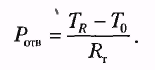 P_отв = (T_R − T_0) / R_т.